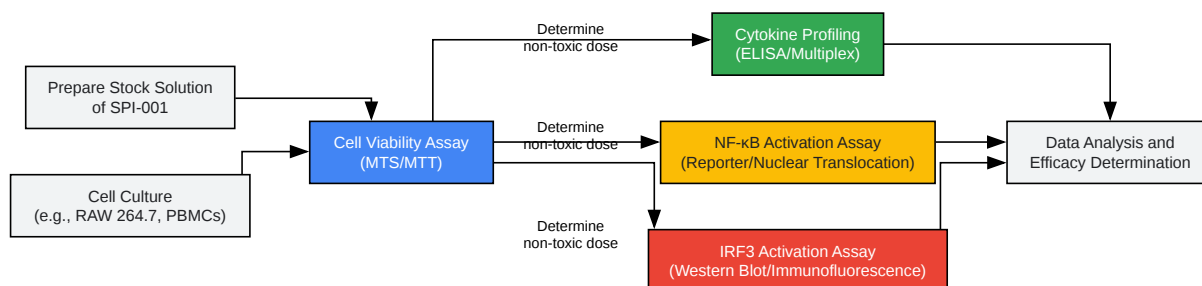 Prepare Stock Solution
of SPI-001
Cell Culture
(e.g., RAW 264.7, PBMCs)
Cell Viability Assay
(MTS/MTT)
Determine
non-toxic dose
Cytokine Profiling
(ELISA/Multiplex)
Determine
non-toxic dose
NF-κB Activation Assay
(Reporter/Nuclear Translocation)
Determine
non-toxic dose
IRF3 Activation Assay
(Western Blot/Immunofluorescence)
Data Analysis and
Efficacy Determination